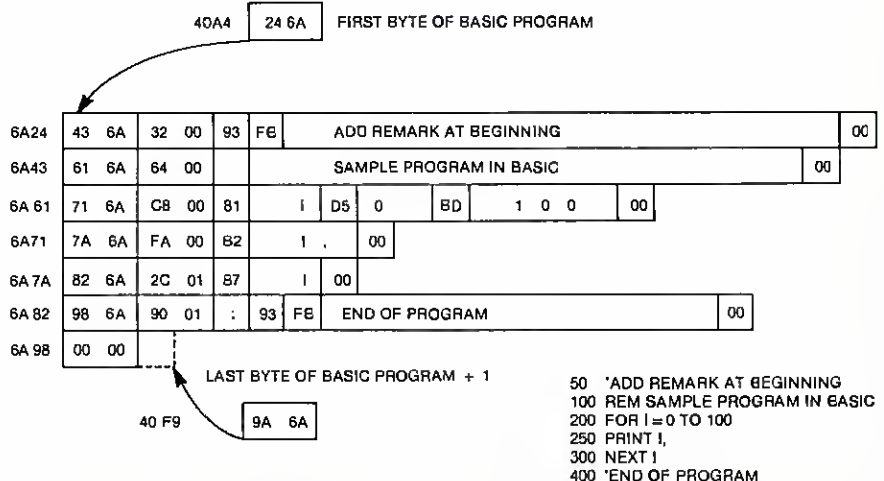 40A4 24 6A FIRST BYTE OF BASIC PROGRAM
6A24 43 6A 32 00 93 FB ADD REMARK AT BEGINNING 00
6A43 61 6A 64 00 SAMPLE PROGRAM IN BASIC 00
6A 61 71 6A C8 00 81 I D5 0 BD 1 0 0 00
6A71 7A 6A FA 00 B2 I , 00
6A 7A 82 6A 2C 01 87 I 00
6A 82 98 6A 90 01 : 93 FB END OF PROGRAM 00
6A 98 00 00
LAST BYTE OF BASIC PROGRAM + 1
40 F9 9A 6A
50 'ADD REMARK AT BEGINNING
100 REM SAMPLE PROGRAM IN BASIC
200 FOR I=0 TO 100
250 PRINT I,
300 NEXT I
400 'END OF PROGRAM